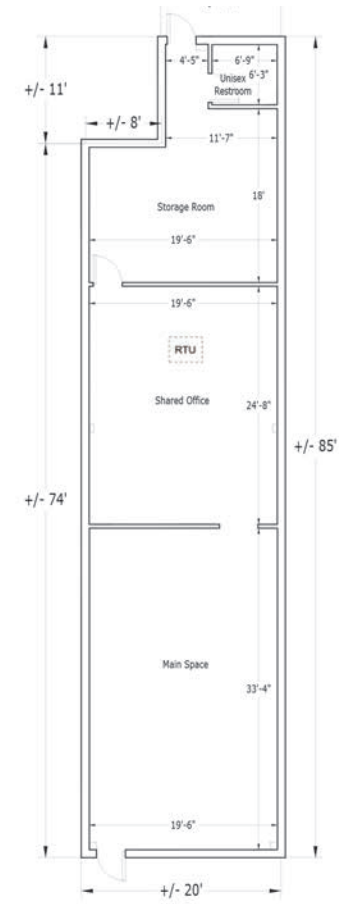 4'-5"
6'-9"
Unisex
Restroom
6'-3"
+/- 11'
+/- 8'
11'-7"
18'
Storage Room
19'-6"
19'-6"
RTU
Shared Office
24'-8"
+/- 85'
+/- 74'
Main Space
33'-4"
19'-6"
+/- 20'